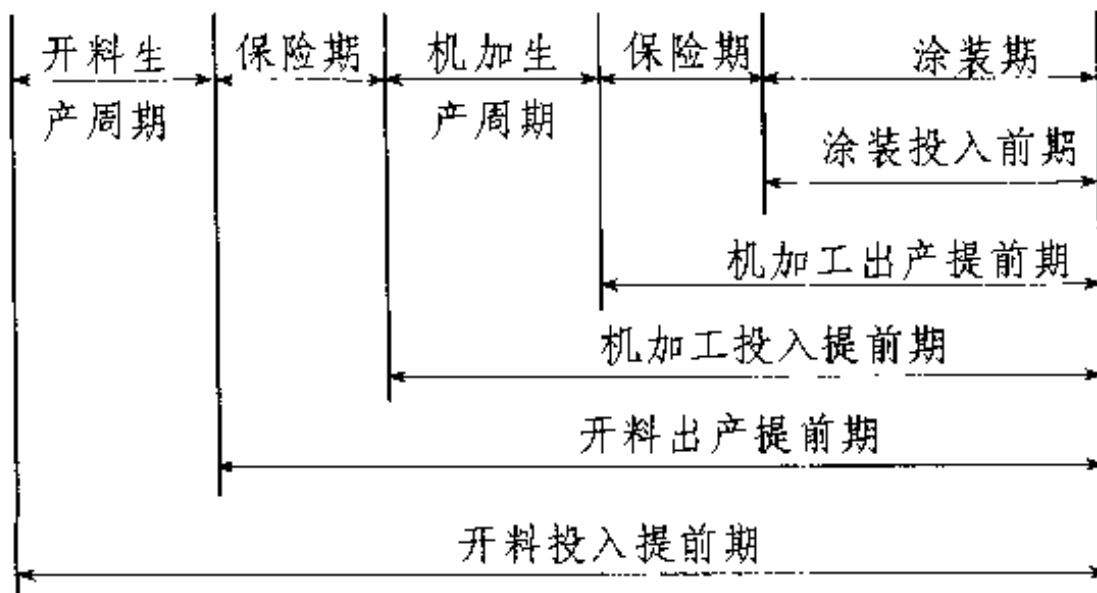 开料生 保险期 机加生 保险期 涂装期
产周期 产周期
涂装投入前期
机加工出产提前期
机加工投入提前期
开料出产提前期
开料投入提前期